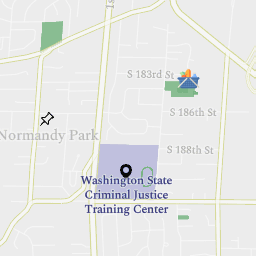 S 183rd St
S 186th St
Normandy Park
S 188th St
Washington State
Criminal Justice
Training Center